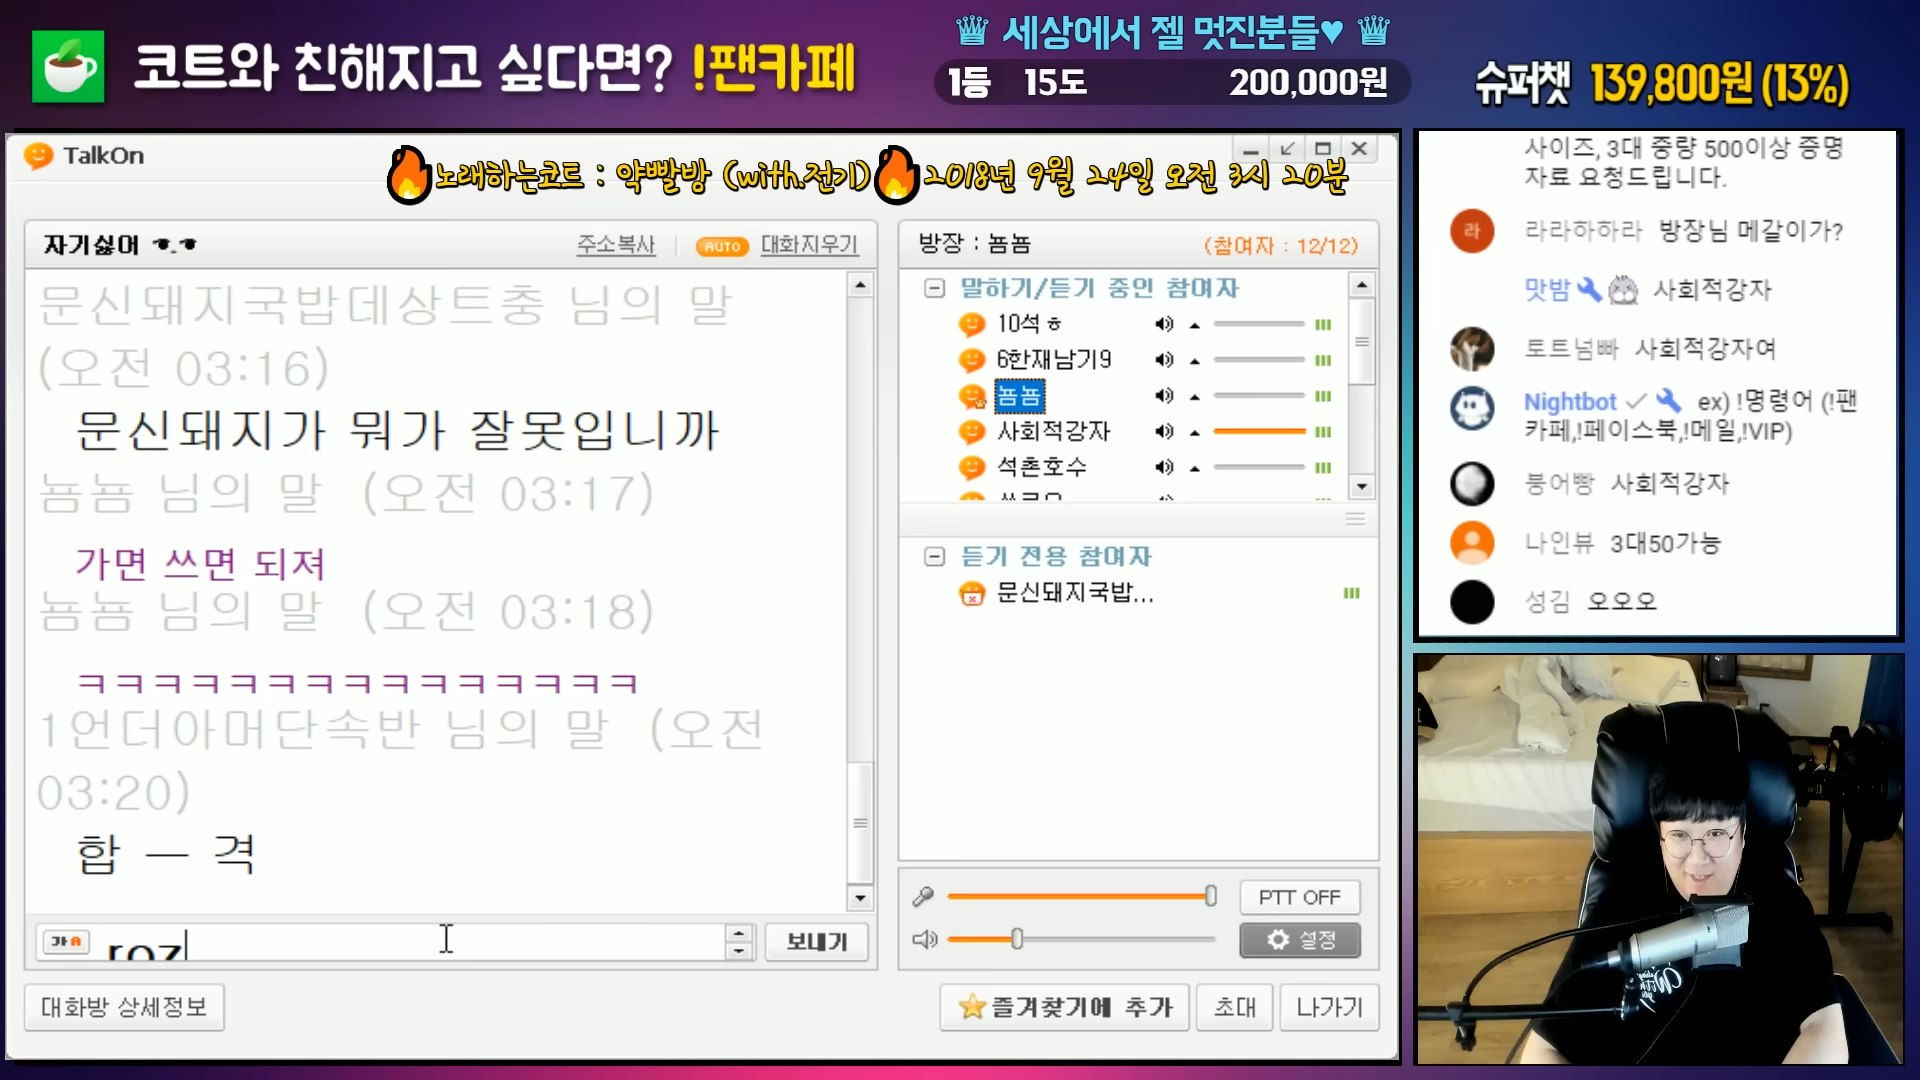 코트와 친해지고 싶다면? !팬카페
세상에서 젤 멋진분들♥
1등 15도 200,000원
슈퍼챗 139,800원 (13%)
TalkOn
노래하는코트 : 약빨방 (with.전기) 2018년 9월 24일 오전 3시 20분
자기싫어
주소복사
AUTO
대화지우기
문신돼지국밥데상트충 님의 말
(오전 03:16)
문신돼지가 뭐가 잘못입니까
뇸뇸 님의 말 (오전 03:17)
가면 쓰면 되져
뇸뇸 님의 말 (오전 03:18)
ㅋㅋㅋㅋㅋㅋㅋㅋㅋㅋㅋㅋㅋㅋㅋ
1언더아머단속반 님의 말 (오전
03:20)
합 ㅡ 격
가A
roz
보내기
대화방 상세정보
방장 : 뇸뇸
(참여자 : 12/12)
말하기/듣기 중인 참여자
10석ㅎ
6한재남기9
뇸뇸
사회적강자
석촌호수
듣기 전용 참여자
문신돼지국밥...
PTT OFF
설정
즐겨찾기에 추가
초대
나가기
사이즈, 3대 중량 500이상 증명
자료 요청드립니다.
라
라라하하라 방장님 메갈이가?
맛밤 사회적강자
토트넘빠 사회적강자여
Nightbot ex) !명령어 (!팬
카페,!페이스북,!메일,!VIP)
붕어빵 사회적강자
나인뷰 3대50가능
성김 오오오